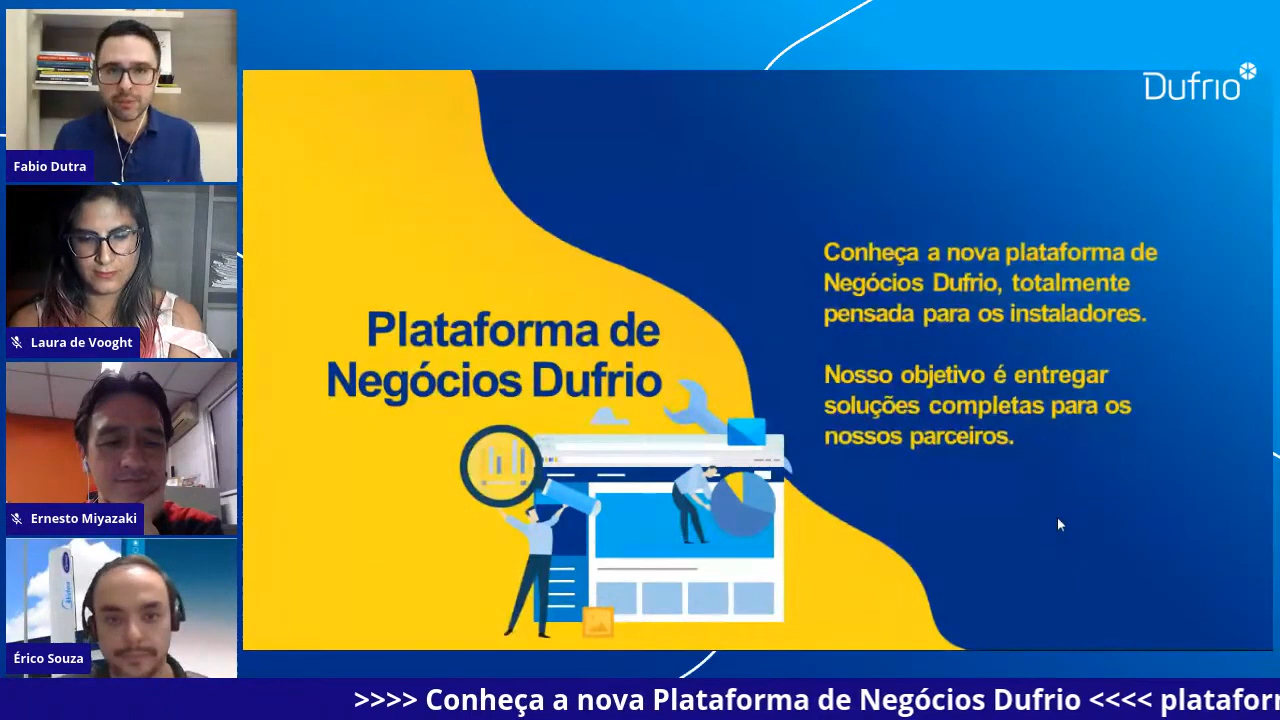 Fabio Dutra
Laura de Vooght
Ernesto Miyazaki
Érico Souza
Dufrio
Plataforma de
Negócios Dufrio
Conheça a nova plataforma de
Negócios Dufrio, totalmente
pensada para os instaladores.
Nosso objetivo é entregar
soluções completas para os
nossos parceiros.
>>>> Conheça a nova Plataforma de Negócios Dufrio <<<< platafor